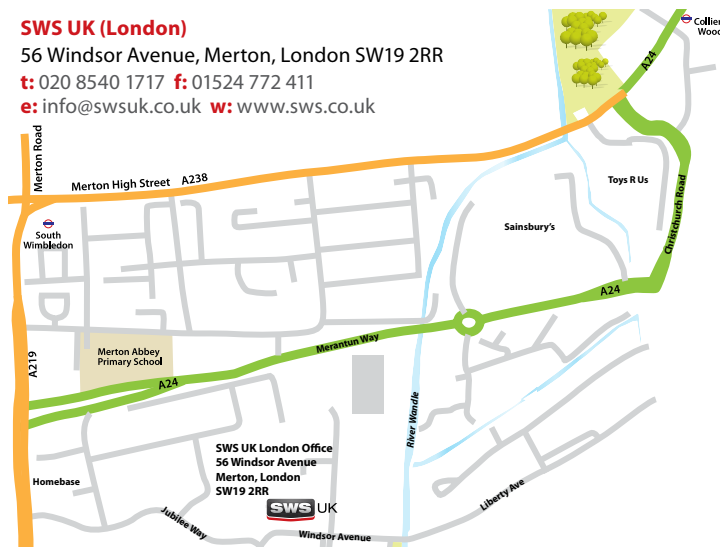 SWS UK (London)
56 Windsor Avenue, Merton, London SW19 2RR
t: 020 8540 1717 f: 01524 772 411
e: info@swsuk.co.uk w: www.sws.co.uk
Collier
Wood
A24
Merton Road
Merton High Street A238
Toys R Us
Christchurch Road
South
Wimbledon
Sainsbury's
A24
Merantun Way
A219
Merton Abbey
Primary School
A24
River Wandle
SWS UK London Office
56 Windsor Avenue
Merton, London
SW19 2RR
SWS UK
Homebase
Jubilee Way
Windsor Avenue
Liberty Ave